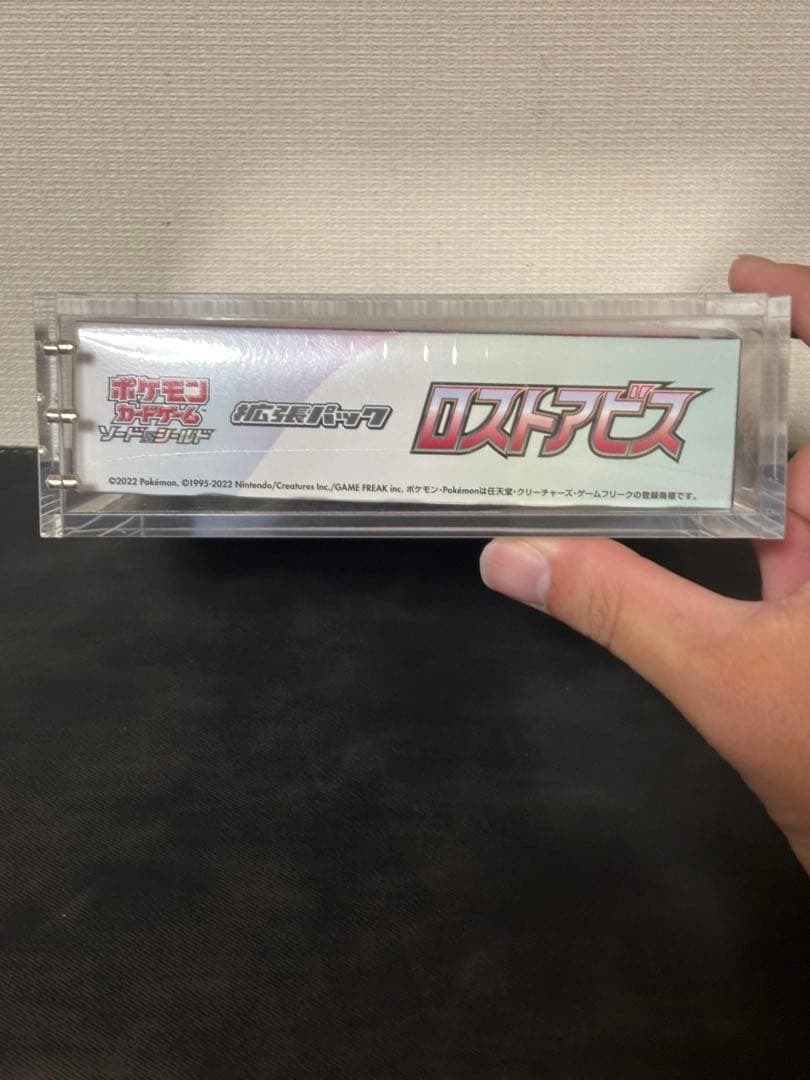 ポケモン
カードゲーム
ソード&シールド
拡張パック
ロストアビス
©2022 Pokémon. ©1995-2022 Nintendo/Creatures Inc./GAME FREAK inc. ポケモン・Pokémonは任天堂・クリーチャーズ・ゲームフリークの登録商標です。